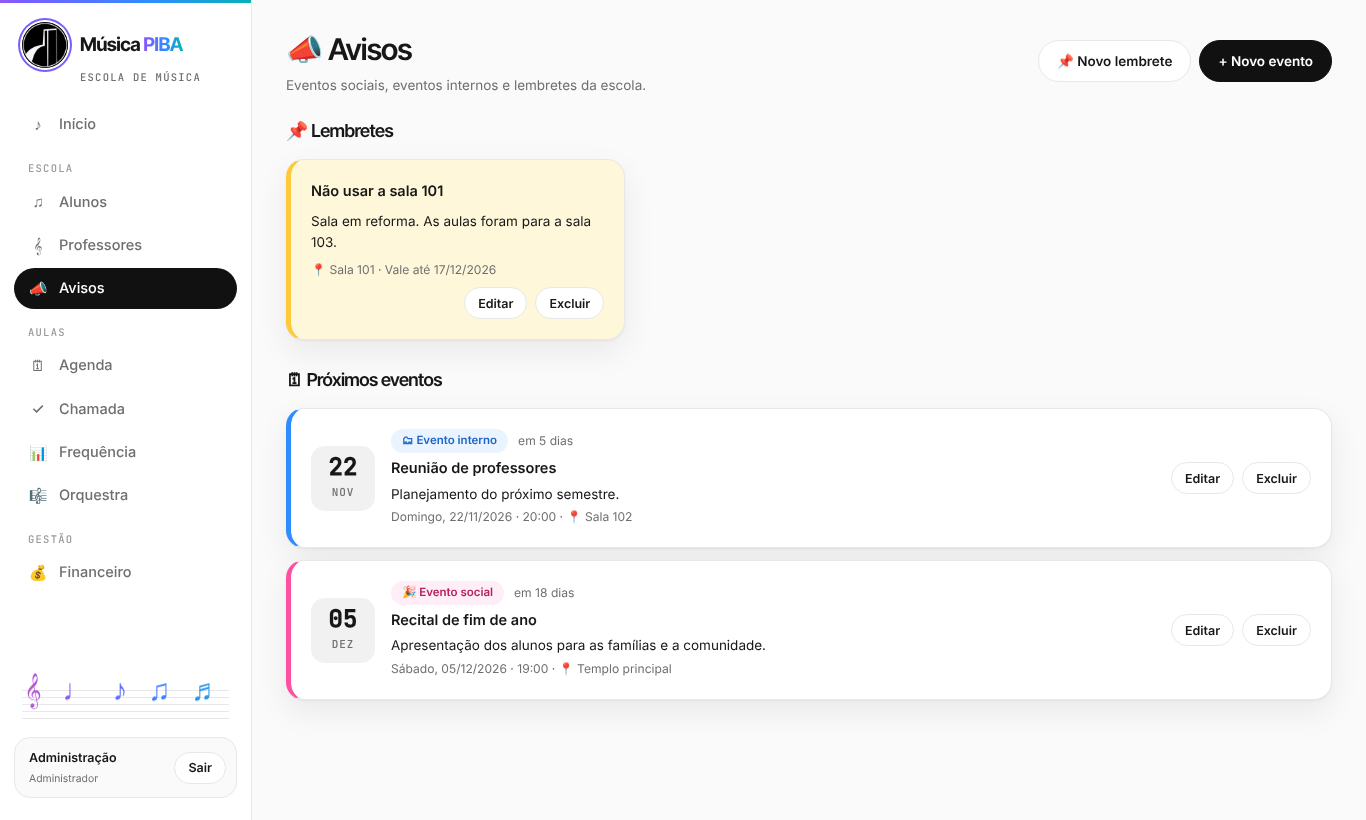 Música PIBA
ESCOLA DE MÚSICA
Início
ESCOLA
Alunos
Professores
Avisos
AULAS
Agenda
Chamada
Frequência
Orquestra
GESTÃO
Financeiro
Administração
Administrador
Sair
Avisos
Eventos sociais, eventos internos e lembretes da escola.
Novo lembrete
+ Novo evento
Lembretes
Não usar a sala 101
Sala em reforma. As aulas foram para a sala
103.
Sala 101 · Vale até 17/12/2026
Editar
Excluir
Próximos eventos
22
NOV
Evento interno
em 5 dias
Reunião de professores
Planejamento do próximo semestre.
Domingo, 22/11/2026 · 20:00 · 📍 Sala 102
Editar
Excluir
05
DEZ
Evento social
em 18 dias
Recital de fim de ano
Apresentação dos alunos para as famílias e a comunidade.
Sábado, 05/12/2026 · 19:00 · 📍 Templo principal
Editar
Excluir